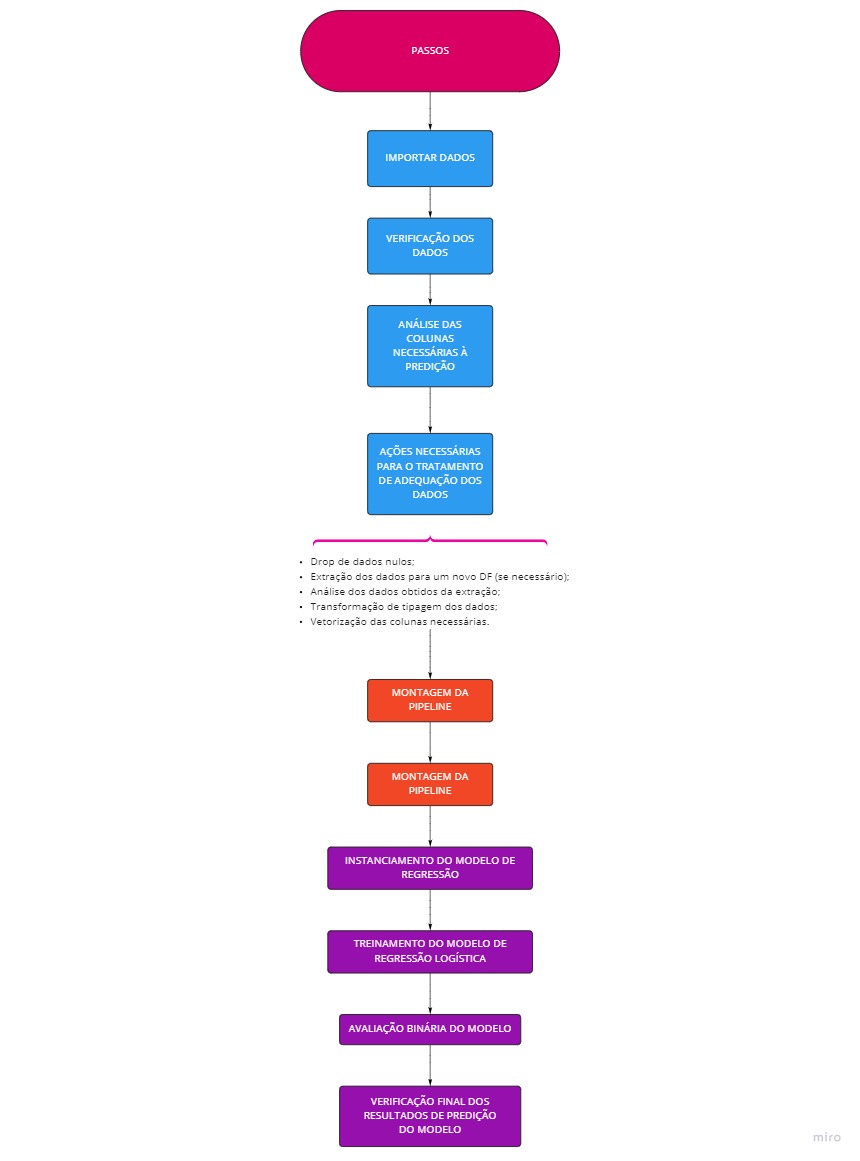 PASSOS
IMPORTAR DADOS
VERIFICAÇÃO DOS
DADOS
ANÁLISE DAS
COLUNAS
NECESSÁRIAS À
PREDIÇÃO
AÇÕES NECESSÁRIAS
PARA O TRATAMENTO
DE ADEQUAÇÃO DOS
DADOS
• Drop de dados nulos;
• Extração dos dados para um novo DF (se necessário);
• Análise dos dados obtidos da extração;
• Transformação de tipagem dos dados;
• Vetorização das colunas necessárias.
MONTAGEM DA
PIPELINE
MONTAGEM DA
PIPELINE
INSTANCIAMENTO DO MODELO DE
REGRESSÃO
TREINAMENTO DO MODELO DE
REGRESSÃO LOGÍSTICA
AVALIAÇÃO BINÁRIA DO MODELO
VERIFICAÇÃO FINAL DOS
RESULTADOS DE PREDIÇÃO
DO MODELO
miro